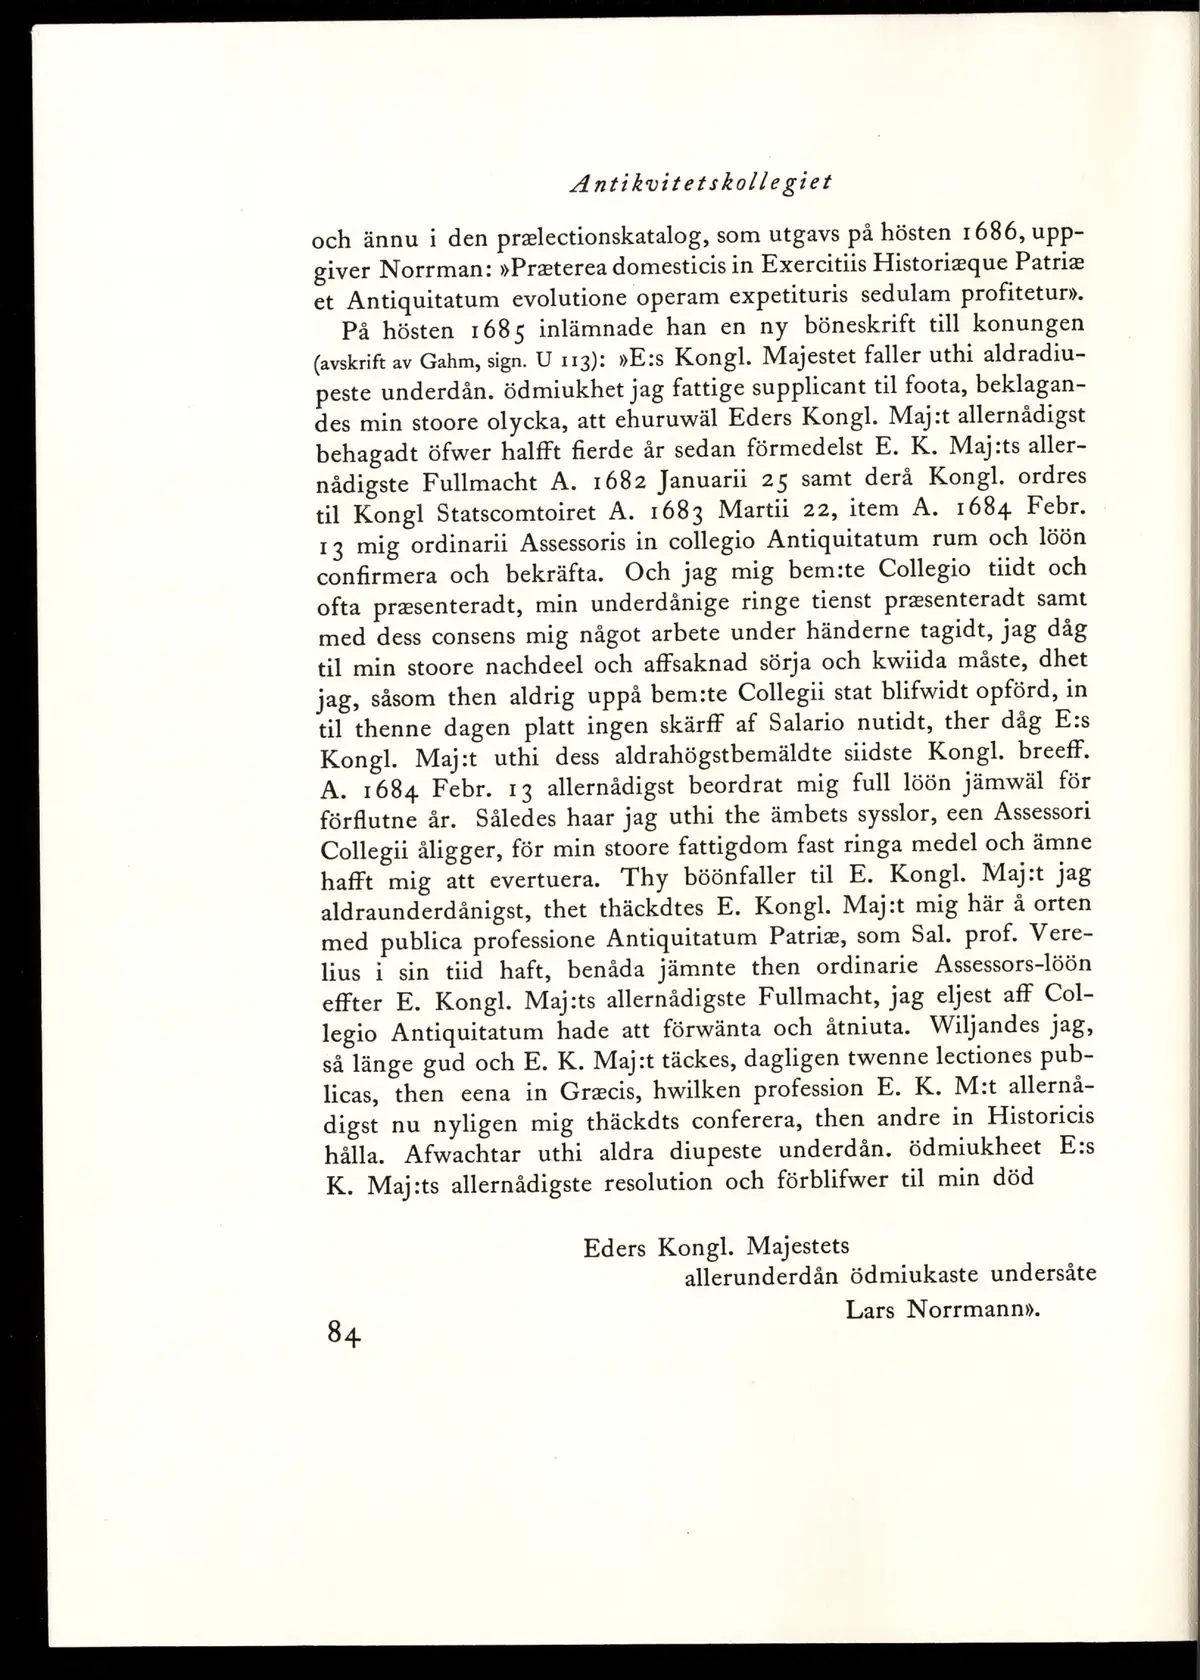 Antikvitetskollegiet
och ännu i den prælectionskatalog, som utgavs på hösten 1686, upp-
giver Norrman: »Præterea domesticis in Exercitiis Historiæque Patriæ
et Antiquitatum evolutione operam expetituris sedulam profitetur».
På hösten 1685 inlämnade han en ny böneskrift till konungen
(avskrift av Gahm, sign. U 113): »E:s Kongl. Majestet faller uthi aldradiu-
peste underdån. ödmiukhet jag fattige supplicant til foota, beklagan-
des min stoore olycka, att ehuruwäl Eders Kongl. Maj:t allernådigst
behagadt öfwer halfft fierde år sedan förmedelst E. K. Maj:ts aller-
nådigste Fullmacht A. 1682 Januarii 25 samt derå Kongl. ordres
til Kongl Statscomtoiret A. 1683 Martii 22, item A. 1684 Febr.
13 mig ordinarii Assessoris in collegio Antiquitatum rum och löön
confirmera och bekräfta. Och jag mig bem:te Collegio tiidt och
ofta præsenteradt, min underdånige ringe tienst præsenteradt samt
med dess consens mig något arbete under händerne tagidt, jag dåg
til min stoore nachdeel och affsaknad sörja och kwiida måste, dhet
jag, såsom then aldrig uppå bem:te Collegii stat blifwidt opförd, in
til thenne dagen platt ingen skärff af Salario nutidt, ther dåg E:s
Kongl. Maj:t uthi dess aldrahögstbemäldte siidste Kongl. breeff.
A. 1684 Febr. 13 allernådigst beordrat mig full löön jämwäl för
förflutne år. Således haar jag uthi the ämbets sysslor, een Assessori
Collegii åligger, för min stoore fattigdom fast ringa medel och ämne
hafft mig att evertuera. Thy böönfaller til E. Kongl. Maj:t jag
aldraunderdånigst, thet thäckdtes E. Kongl. Maj:t mig här å orten
med publica professione Antiquitatum Patriæ, som Sal. prof. Vere-
lius i sin tiid haft, benåda jämnte then ordinarie Assessors-löön
effter E. Kongl. Maj:ts allernådigste Fullmacht, jag eljest aff Col-
legio Antiquitatum hade att förwänta och åtniuta. Wiljandes jag,
så länge gud och E. K. Maj:t täckes, dagligen twenne lectiones pub-
licas, then eena in Græcis, hwilken profession E. K. M:t allernå-
digst nu nyligen mig thäckdts conferera, then andre in Historicis
hålla. Afwachtar uthi aldra diupeste underdån. ödmiukheet E:s
K. Maj:ts allernådigste resolution och förblifwer til min död
Eders Kongl. Majestets
allerunderdån ödmiukaste undersåte
Lars Norrmann».
84